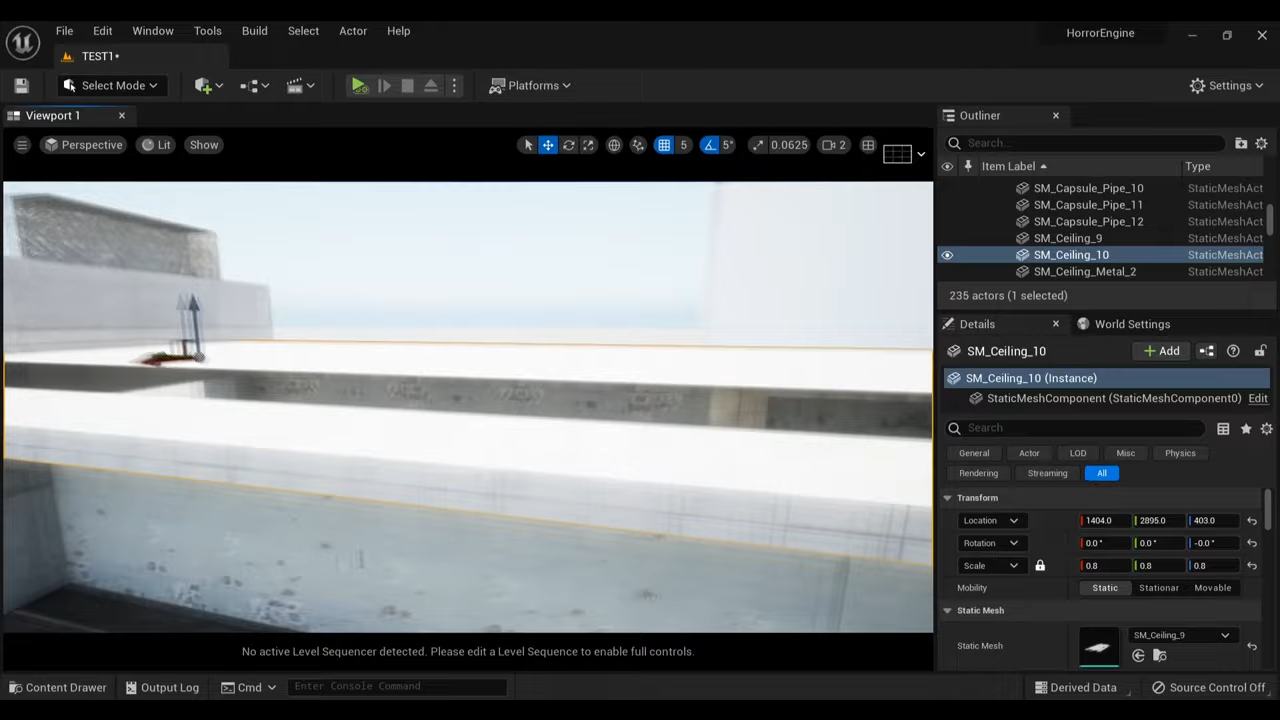 File Edit Window Tools Build Select Actor Help HorrorEngine
TEST1•
Select Mode Platforms Settings
Viewport 1
Perspective Lit Show 5 5° 0.0625 2
Outliner
Search...
Item Label Type
SM_Capsule_Pipe_10 StaticMeshAct
SM_Capsule_Pipe_11 StaticMeshAct
SM_Capsule_Pipe_12 StaticMeshAct
SM_Ceiling_9 StaticMeshAct
SM_Ceiling_10 StaticMeshAct
SM_Ceiling_Metal_2 StaticMeshAct
235 actors (1 selected)
Details World Settings
SM_Ceiling_10 + Add
SM_Ceiling_10 (Instance)
StaticMeshComponent (StaticMeshComponent0) Edit
Search
General Actor LOD Misc Physics
Rendering Streaming All
Transform
Location 1404.0 2895.0 403.0
Rotation 0.0° 0.0° -0.0°
Scale 0.8 0.8 0.8
Mobility Static Stationar Movable
Static Mesh
Static Mesh SM_Ceiling_9
No active Level Sequencer detected. Please edit a Level Sequence to enable full controls.
Content Drawer Output Log Cmd Enter Console Command Derived Data Source Control Off